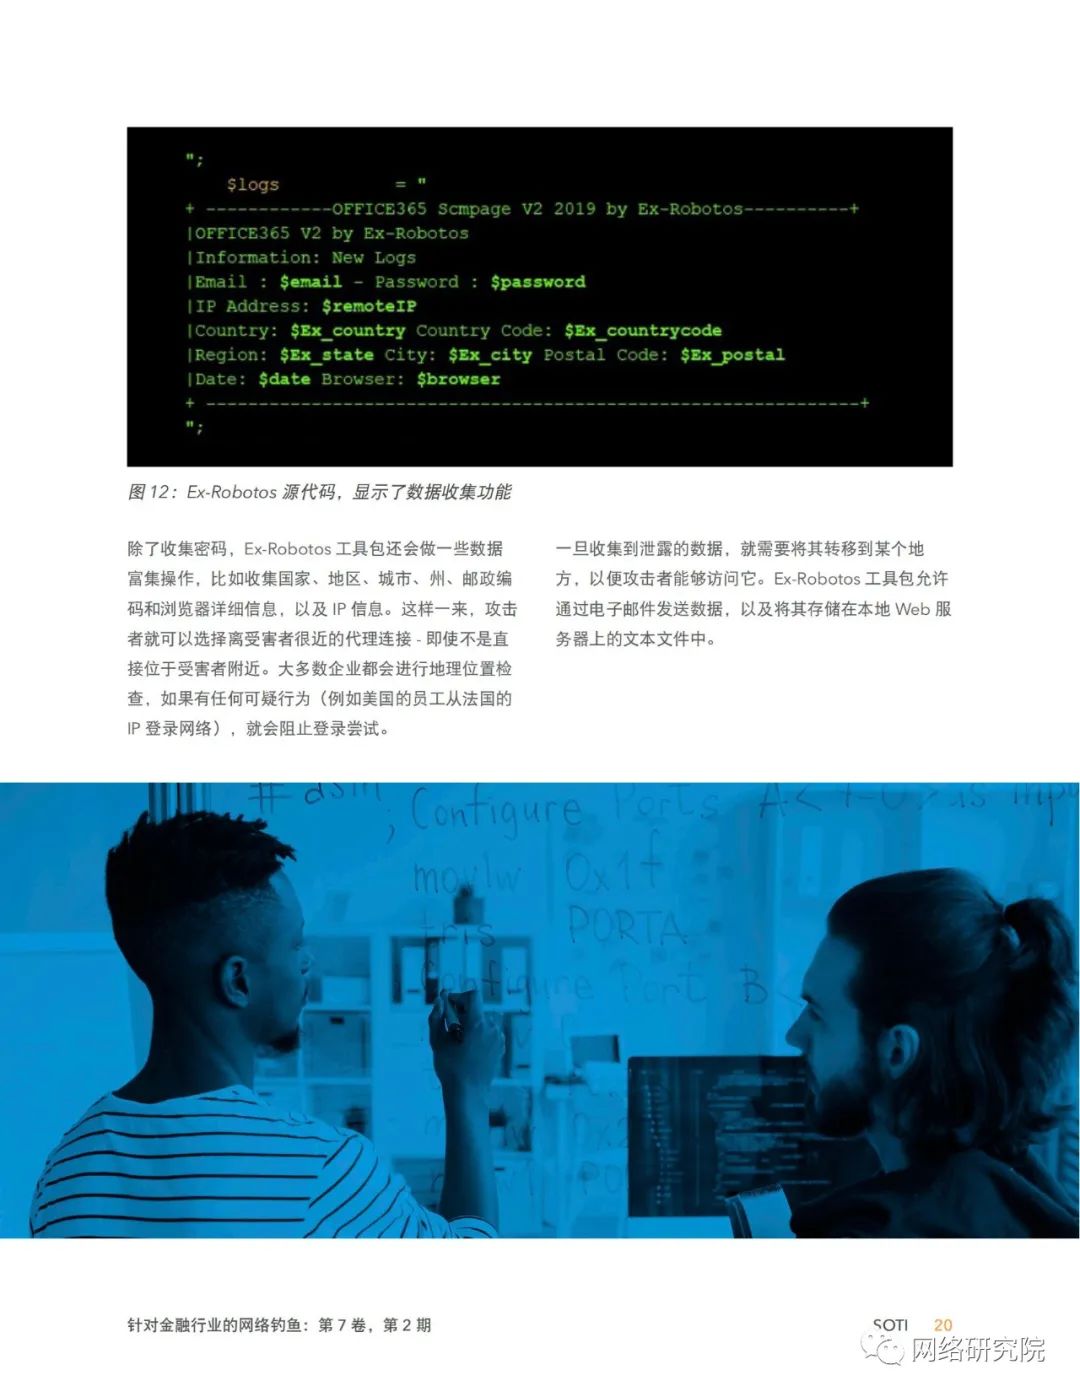 ";
$logs = "
+ ------------OFFICE365 Scmpage V2 2019 by Ex-Robotos----------+
|OFFICE365 V2 by Ex-Robotos
|Information: New Logs
|Email : $email - Password : $password
|IP Address: $remoteIP
|Country: $Ex_country Country Code: $Ex_countrycode
|Region: $Ex_state City: $Ex_city Postal Code: $Ex_postal
|Date: $date Browser: $browser
+ --------------------------------------------------------------+
";
图 12：Ex-Robotos 源代码，显示了数据收集功能
除了收集密码，Ex-Robotos 工具包还会做一些数据
富集操作，比如收集国家、地区、城市、州、邮政编
码和浏览器详细信息，以及 IP 信息。这样一来，攻击
者就可以选择离受害者很近的代理连接 - 即使不是直
接位于受害者附近。大多数企业都会进行地理位置检
查，如果有任何可疑行为（例如美国的员工从法国的
IP 登录网络），就会阻止登录尝试。
一旦收集到泄露的数据，就需要将其转移到某个地
方，以便攻击者能够访问它。Ex-Robotos 工具包允许
通过电子邮件发送数据，以及将其存储在本地 Web 服
务器上的文本文件中。
; Configure Ports A<
movlw 0x1f
tris PORTA
Configure Port B<
针对金融行业的网络钓鱼：第 7 卷，第 2 期
SOTI 20
网络研究院